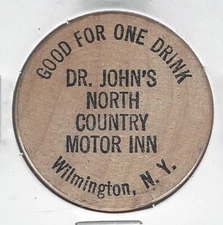 GOOD FOR ONE DRINK
DR. JOHN'S
NORTH
COUNTRY
MOTOR INN
Wilmington, N. Y.